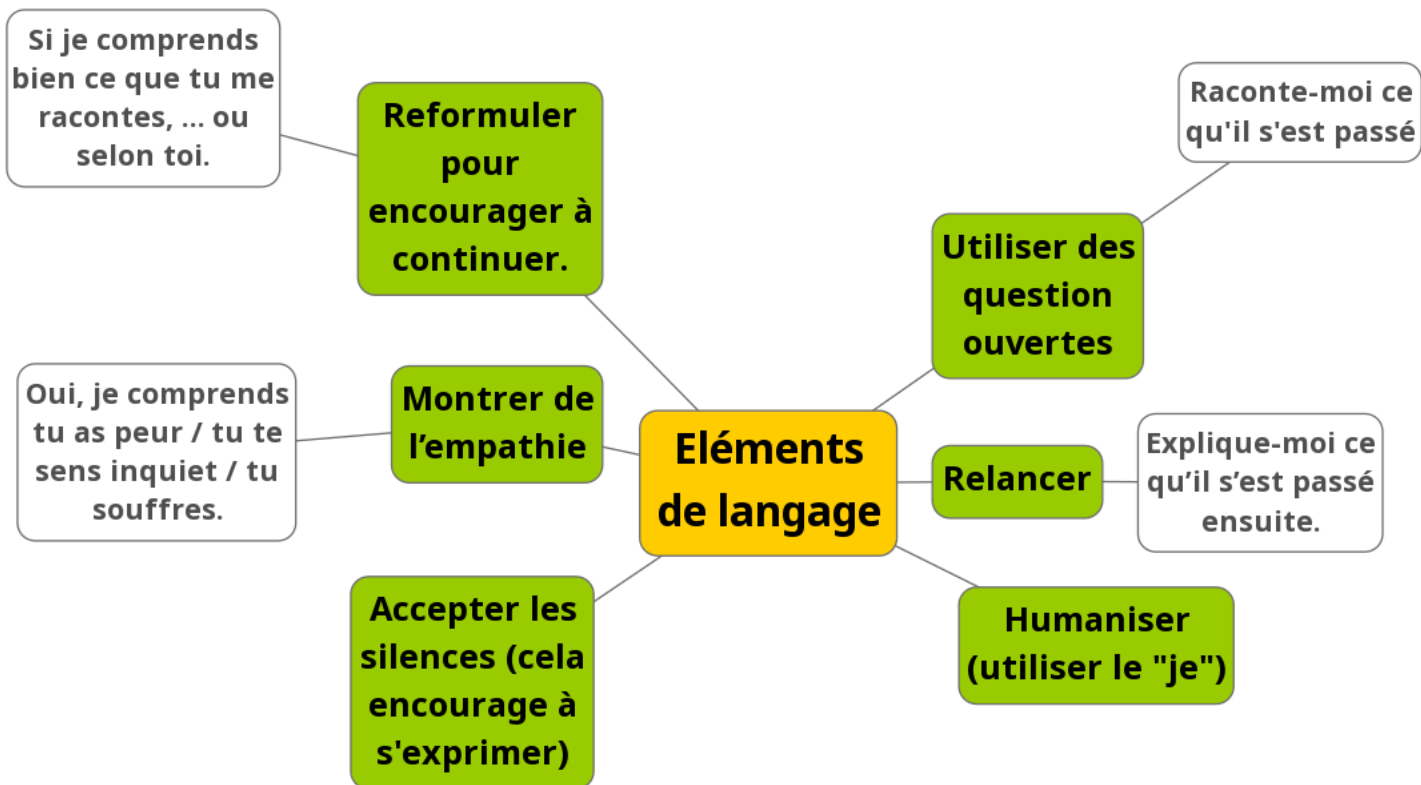 Eléments
de langage
Utiliser des
question
ouvertes
Raconte-moi ce
qu'il s'est passé
Relancer
Explique-moi ce
qu’il s’est passé
ensuite.
Humaniser
(utiliser le "je")
Accepter les
silences (cela
encourage à
s'exprimer)
Montrer de
l’empathie
Oui, je comprends
tu as peur / tu te
sens inquiet / tu
souffres.
Reformuler
pour
encourager à
continuer.
Si je comprends
bien ce que tu me
racontes, ... ou
selon toi.